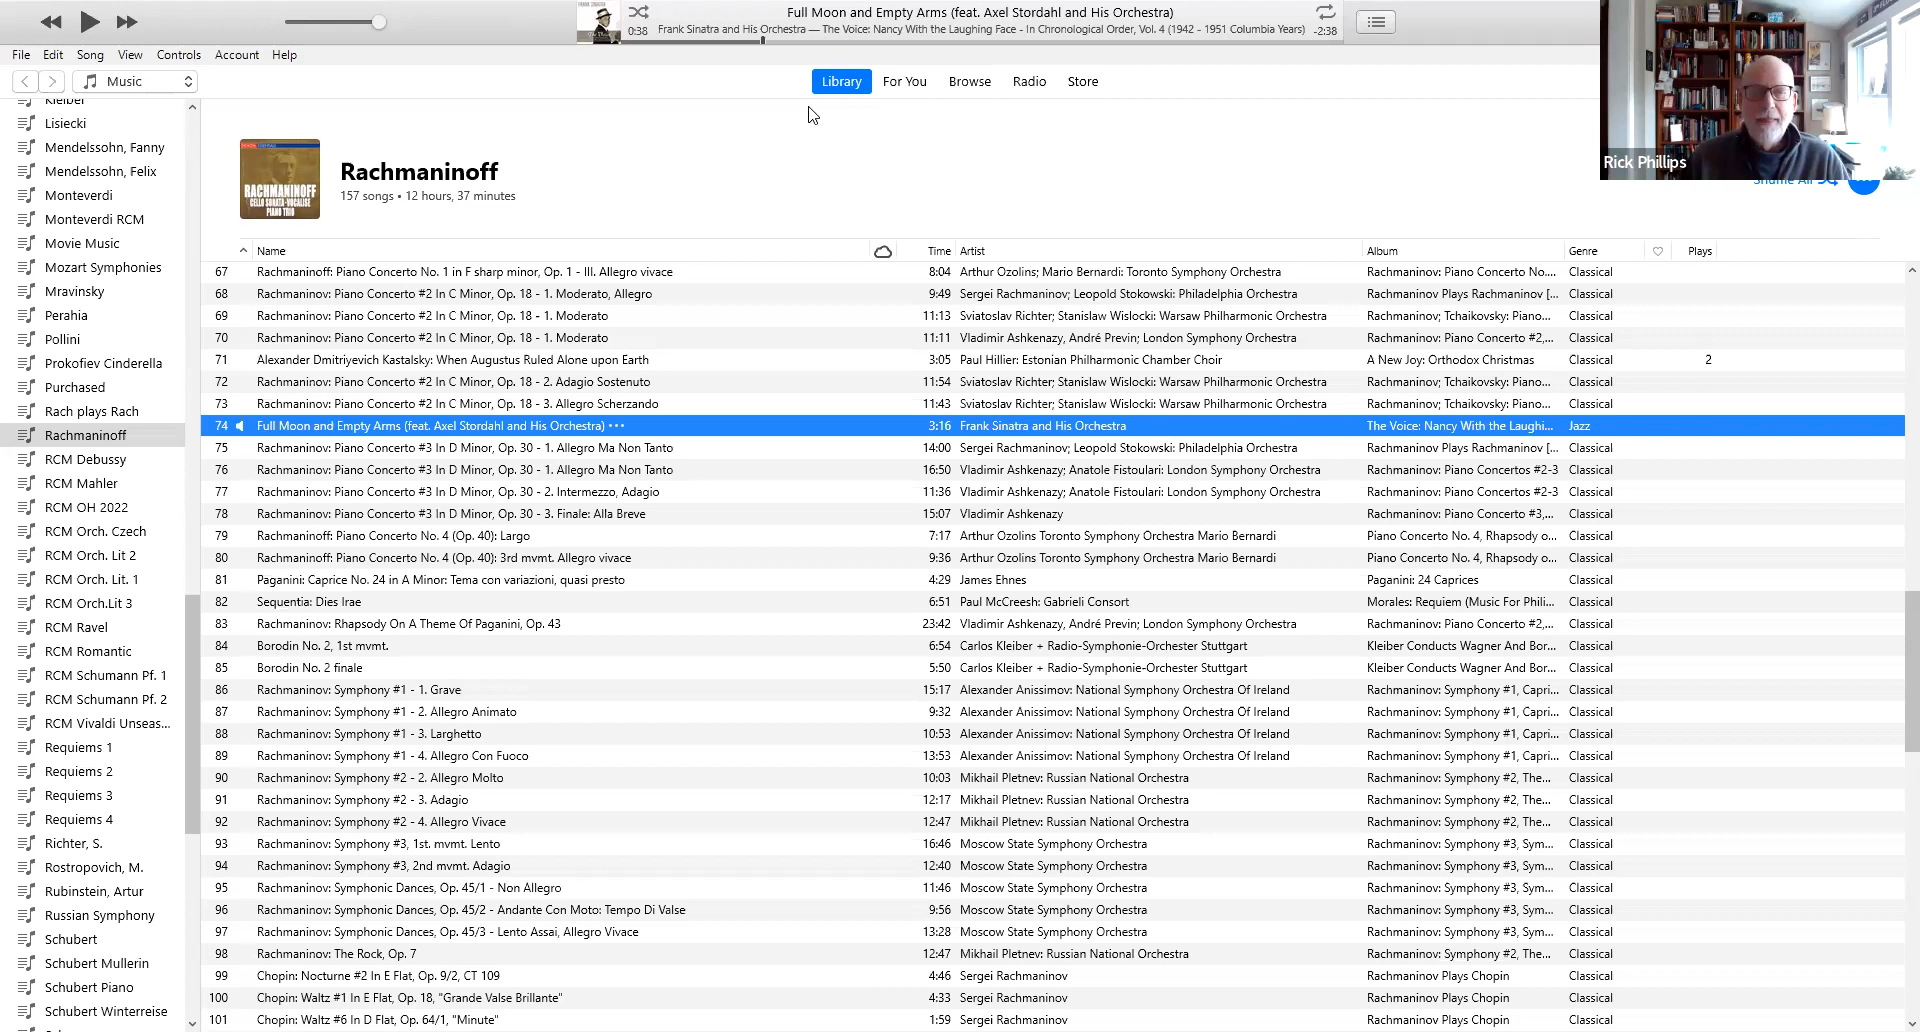 Full Moon and Empty Arms (feat. Axel Stordahl and His Orchestra)
0:38 Frank Sinatra and His Orchestra — The Voice: Nancy With the Laughing Face - In Chronological Order, Vol. 4 (1942 - 1951 Columbia Years) -2:38
File Edit Song View Controls Account Help
Music
Library For You Browse Radio Store
Rick Phillips
Kleiber
Lisiecki
Mendelssohn, Fanny
Mendelssohn, Felix
Monteverdi
Monteverdi RCM
Movie Music
Mozart Symphonies
Mravinsky
Perahia
Pollini
Prokofiev Cinderella
Purchased
Rach plays Rach
Rachmaninoff
RCM Debussy
RCM Mahler
RCM OH 2022
RCM Orch. Czech
RCM Orch. Lit 2
RCM Orch. Lit. 1
RCM Orch.Lit 3
RCM Ravel
RCM Romantic
RCM Schumann Pf. 1
RCM Schumann Pf. 2
RCM Vivaldi Unseas...
Requiems 1
Requiems 2
Requiems 3
Requiems 4
Richter, S.
Rostropovich, M.
Rubinstein, Artur
Russian Symphony
Schubert
Schubert Mullerin
Schubert Piano
Schubert Winterreise
RACHMANINOFF
CELLO SONATA·VOCALISE
PIANO TRIO
Rachmaninoff
157 songs • 12 hours, 37 minutes
Shuffle All
Name Time Artist Album Genre Plays
67 Rachmaninoff: Piano Concerto No. 1 in F sharp minor, Op. 1 - III. Allegro vivace 8:04 Arthur Ozolins; Mario Bernardi: Toronto Symphony Orchestra Rachmaninov: Piano Concerto No.... Classical
68 Rachmaninov: Piano Concerto #2 In C Minor, Op. 18 - 1. Moderato, Allegro 9:49 Sergei Rachmaninov; Leopold Stokowski: Philadelphia Orchestra Rachmaninov Plays Rachmaninov [... Classical
69 Rachmaninov: Piano Concerto #2 In C Minor, Op. 18 - 1. Moderato 11:13 Sviatoslav Richter; Stanislaw Wislocki: Warsaw Philharmonic Orchestra Rachmaninov; Tchaikovsky: Piano... Classical
70 Rachmaninov: Piano Concerto #2 In C Minor, Op. 18 - 1. Moderato 11:11 Vladimir Ashkenazy, André Previn; London Symphony Orchestra Rachmaninov: Piano Concerto #2,... Classical
71 Alexander Dmitriyevich Kastalsky: When Augustus Ruled Alone upon Earth 3:05 Paul Hillier: Estonian Philharmonic Chamber Choir A New Joy: Orthodox Christmas Classical 2
72 Rachmaninov: Piano Concerto #2 In C Minor, Op. 18 - 2. Adagio Sostenuto 11:54 Sviatoslav Richter; Stanislaw Wislocki: Warsaw Philharmonic Orchestra Rachmaninov; Tchaikovsky: Piano... Classical
73 Rachmaninov: Piano Concerto #2 In C Minor, Op. 18 - 3. Allegro Scherzando 11:43 Sviatoslav Richter; Stanislaw Wislocki: Warsaw Philharmonic Orchestra Rachmaninov; Tchaikovsky: Piano... Classical
74 Full Moon and Empty Arms (feat. Axel Stordahl and His Orchestra) ••• 3:16 Frank Sinatra and His Orchestra The Voice: Nancy With the Laughi... Jazz
75 Rachmaninov: Piano Concerto #3 In D Minor, Op. 30 - 1. Allegro Ma Non Tanto 14:00 Sergei Rachmaninov; Leopold Stokowski: Philadelphia Orchestra Rachmaninov Plays Rachmaninov [... Classical
76 Rachmaninov: Piano Concerto #3 In D Minor, Op. 30 - 1. Allegro Ma Non Tanto 16:50 Vladimir Ashkenazy; Anatole Fistoulari: London Symphony Orchestra Rachmaninov: Piano Concertos #2-3 Classical
77 Rachmaninov: Piano Concerto #3 In D Minor, Op. 30 - 2. Intermezzo, Adagio 11:36 Vladimir Ashkenazy; Anatole Fistoulari: London Symphony Orchestra Rachmaninov: Piano Concertos #2-3 Classical
78 Rachmaninov: Piano Concerto #3 In D Minor, Op. 30 - 3. Finale: Alla Breve 15:07 Vladimir Ashkenazy Rachmaninov: Piano Concerto #3,... Classical
79 Rachmaninoff: Piano Concerto No. 4 (Op. 40): Largo 7:17 Arthur Ozolins Toronto Symphony Orchestra Mario Bernardi Piano Concerto No. 4, Rhapsody o... Classical
80 Rachmaninoff: Piano Concerto No. 4 (Op. 40): 3rd mvmt. Allegro vivace 9:36 Arthur Ozolins Toronto Symphony Orchestra Mario Bernardi Piano Concerto No. 4, Rhapsody o... Classical
81 Paganini: Caprice No. 24 in A Minor: Tema con variazioni, quasi presto 4:29 James Ehnes Paganini: 24 Caprices Classical
82 Sequentia: Dies Irae 6:51 Paul McCreesh: Gabrieli Consort Morales: Requiem (Music For Phili... Classical
83 Rachmaninov: Rhapsody On A Theme Of Paganini, Op. 43 23:42 Vladimir Ashkenazy, André Previn; London Symphony Orchestra Rachmaninov: Piano Concerto #2,... Classical
84 Borodin No. 2, 1st mvmt. 6:54 Carlos Kleiber + Radio-Symphonie-Orchester Stuttgart Kleiber Conducts Wagner And Bor... Classical
85 Borodin No. 2 finale 5:50 Carlos Kleiber + Radio-Symphonie-Orchester Stuttgart Kleiber Conducts Wagner And Bor... Classical
86 Rachmaninov: Symphony #1 - 1. Grave 15:17 Alexander Anissimov: National Symphony Orchestra Of Ireland Rachmaninov: Symphony #1, Capri... Classical
87 Rachmaninov: Symphony #1 - 2. Allegro Animato 9:32 Alexander Anissimov: National Symphony Orchestra Of Ireland Rachmaninov: Symphony #1, Capri... Classical
88 Rachmaninov: Symphony #1 - 3. Larghetto 10:53 Alexander Anissimov: National Symphony Orchestra Of Ireland Rachmaninov: Symphony #1, Capri... Classical
89 Rachmaninov: Symphony #1 - 4. Allegro Con Fuoco 13:53 Alexander Anissimov: National Symphony Orchestra Of Ireland Rachmaninov: Symphony #1, Capri... Classical
90 Rachmaninov: Symphony #2 - 2. Allegro Molto 10:03 Mikhail Pletnev: Russian National Orchestra Rachmaninov: Symphony #2, The... Classical
91 Rachmaninov: Symphony #2 - 3. Adagio 12:17 Mikhail Pletnev: Russian National Orchestra Rachmaninov: Symphony #2, The... Classical
92 Rachmaninov: Symphony #2 - 4. Allegro Vivace 12:47 Mikhail Pletnev: Russian National Orchestra Rachmaninov: Symphony #2, The... Classical
93 Rachmaninov: Symphony #3, 1st. mvmt. Lento 16:46 Moscow State Symphony Orchestra Rachmaninov: Symphony #3, Sym... Classical
94 Rachmaninov: Symphony #3, 2nd mvmt. Adagio 12:40 Moscow State Symphony Orchestra Rachmaninov: Symphony #3, Sym... Classical
95 Rachmaninov: Symphonic Dances, Op. 45/1 - Non Allegro 11:46 Moscow State Symphony Orchestra Rachmaninov: Symphony #3, Sym... Classical
96 Rachmaninov: Symphonic Dances, Op. 45/2 - Andante Con Moto: Tempo Di Valse 9:56 Moscow State Symphony Orchestra Rachmaninov: Symphony #3, Sym... Classical
97 Rachmaninov: Symphonic Dances, Op. 45/3 - Lento Assai, Allegro Vivace 13:28 Moscow State Symphony Orchestra Rachmaninov: Symphony #3, Sym... Classical
98 Rachmaninov: The Rock, Op. 7 12:47 Mikhail Pletnev: Russian National Orchestra Rachmaninov: Symphony #2, The... Classical
99 Chopin: Nocturne #2 In E Flat, Op. 9/2, CT 109 4:46 Sergei Rachmaninov Rachmaninov Plays Chopin Classical
100 Chopin: Waltz #1 In E Flat, Op. 18, "Grande Valse Brillante" 4:33 Sergei Rachmaninov Rachmaninov Plays Chopin Classical
101 Chopin: Waltz #6 In D Flat, Op. 64/1, "Minute" 1:59 Sergei Rachmaninov Rachmaninov Plays Chopin Classical